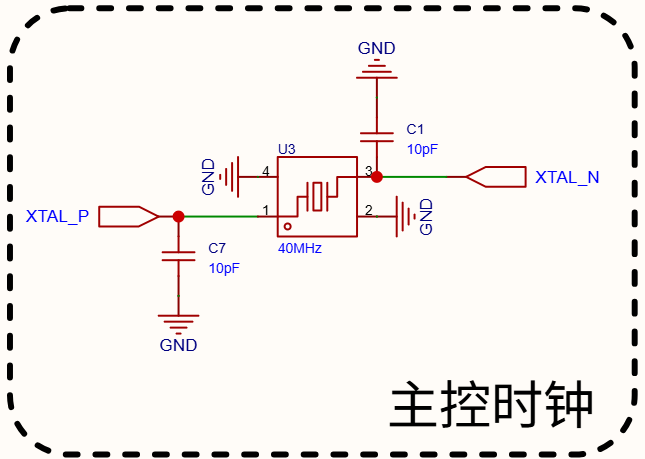 GND
C1
10pF
U3
GND
4
3
XTAL_N
XTAL_P
1
2
GND
C7
10pF
40MHz
GND
主控时钟